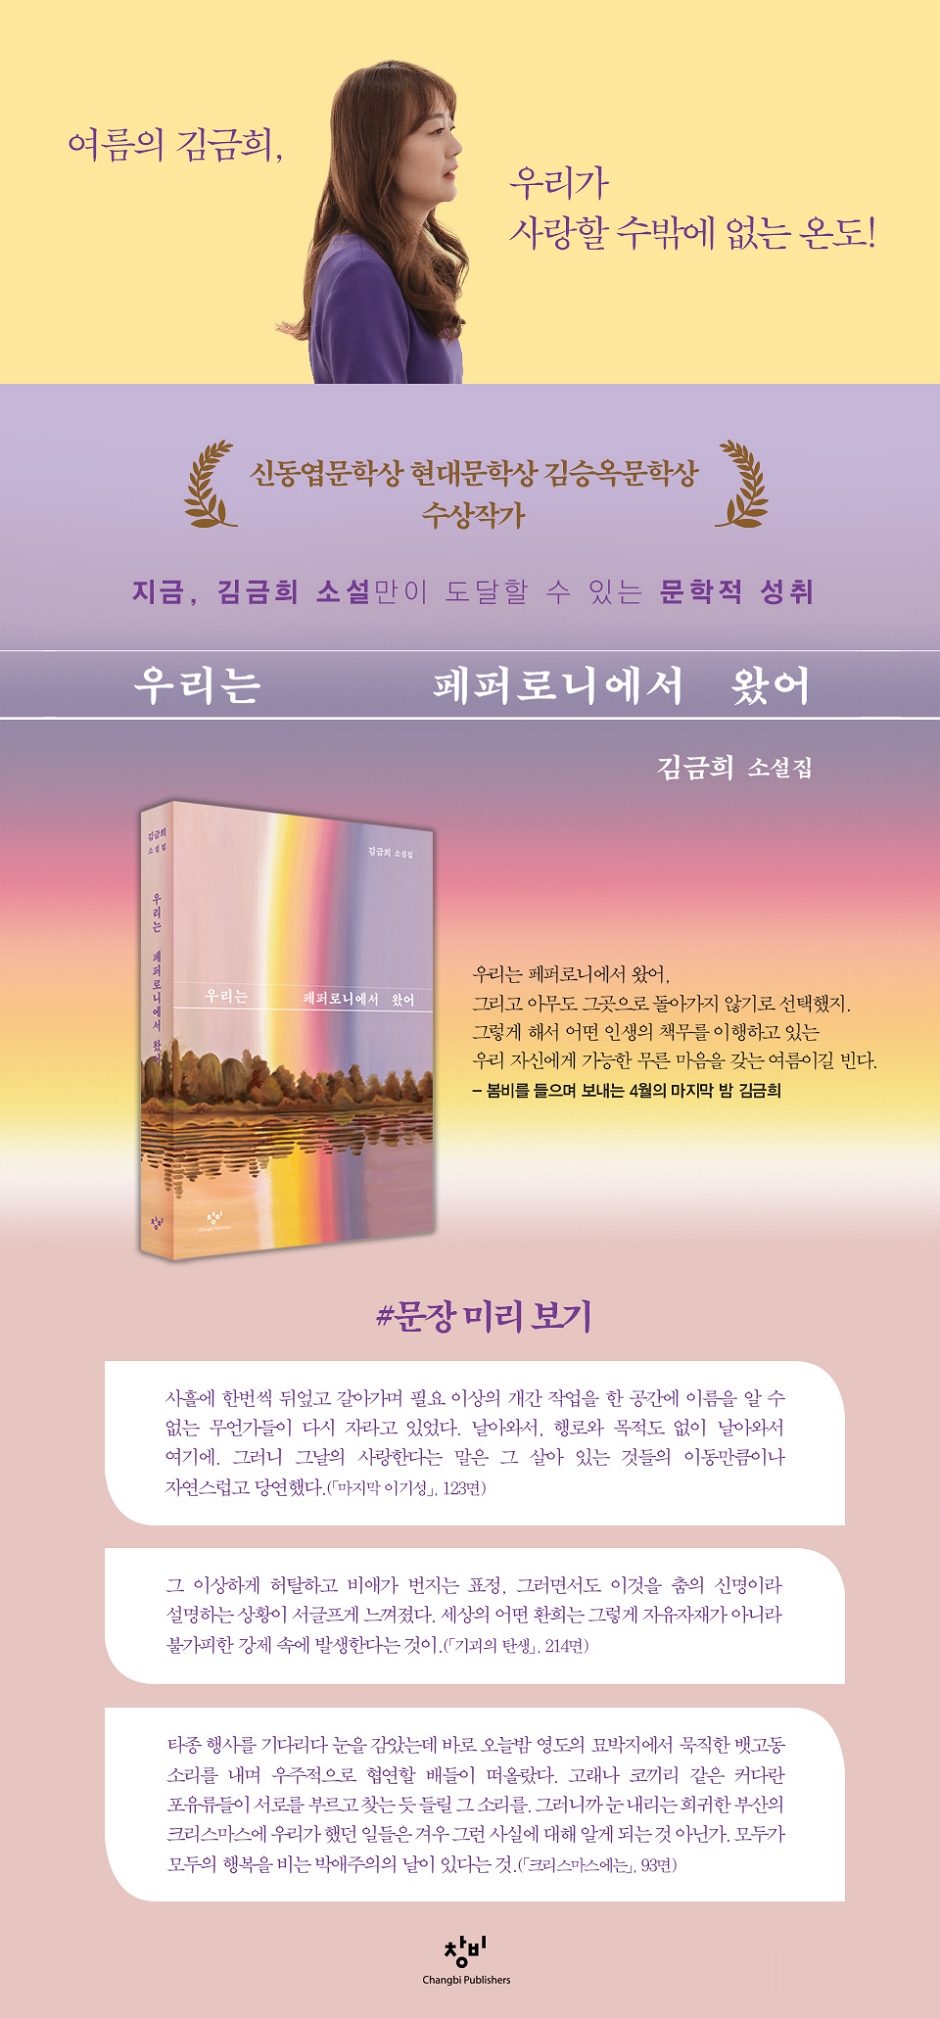 여름의 김금희,
우리가
사랑할 수밖에 없는 온도!
신동엽문학상 현대문학상 김승옥문학상
수상작가
지금, 김금희 소설만이 도달할 수 있는 문학적 성취
우리는 페퍼로니에서 왔어
김금희 소설집
김금희
소설집
우리는 페퍼로니에서 왔어
창비
김금희 소설집
우리는 페퍼로니에서 왔어
창비
Changbi Publishers
우리는 페퍼로니에서 왔어,
그리고 아무도 그곳으로 돌아가지 않기로 선택했지.
그렇게 해서 어떤 인생의 책무를 이행하고 있는
우리 자신에게 가능한 무른 마음을 갖는 여름이길 빈다.
– 봄비를 들으며 보내는 4월의 마지막 밤 김금희
#문장 미리 보기
사흘에 한번씩 뒤엎고 갈아가며 필요 이상의 개간 작업을 한 공간에 이름을 알 수
없는 무언가들이 다시 자라고 있었다. 날아와서, 행로와 목적도 없이 날아와서
여기에. 그러니 그날의 사랑한다는 말은 그 살아 있는 것들의 이동만큼이나
자연스럽고 당연했다.(「마지막 이기성」, 123면)
그 이상하게 허탈하고 비애가 번지는 표정, 그러면서도 이것을 춤의 신명이라
설명하는 상황이 서글프게 느껴졌다. 세상의 어떤 환희는 그렇게 자유자재가 아니라
불가피한 강제 속에 발생한다는 것이.(「기괴의 탄생」, 214면)
타종 행사를 기다리다 눈을 감았는데 바로 오늘밤 영도의 묘박지에서 묵직한 뱃고동
소리를 내며 우주적으로 협연할 배들이 떠올랐다. 고래나 코끼리 같은 커다란
포유류들이 서로를 부르고 찾는 듯 들릴 그 소리를. 그러니까 눈 내리는 희귀한 부산의
크리스마스에 우리가 했던 일들은 겨우 그런 사실에 대해 알게 되는 것 아닌가. 모두가
모두의 행복을 비는 박애주의의 날이 있다는 것.(「크리스마스에는」, 93면)
창비
Changbi Publishers